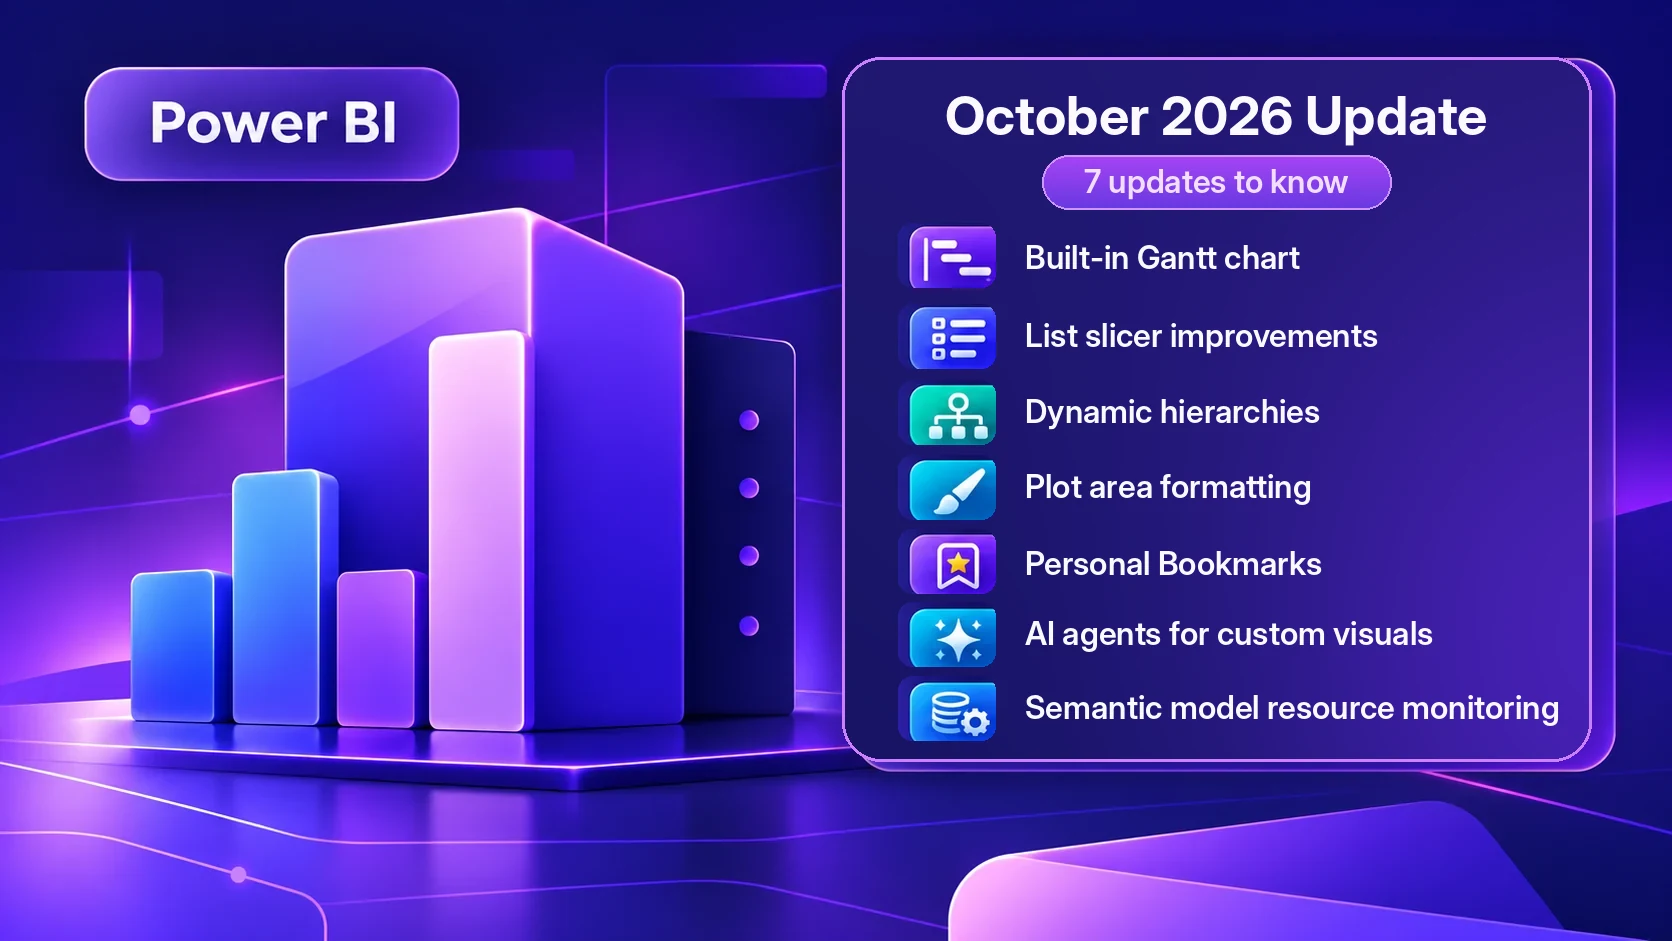 Power BI
October 2026 Update
7 updates to know
Built-in Gantt chart
List slicer improvements
Dynamic hierarchies
Plot area formatting
Personal Bookmarks
AI agents for custom visuals
Semantic model resource monitoring